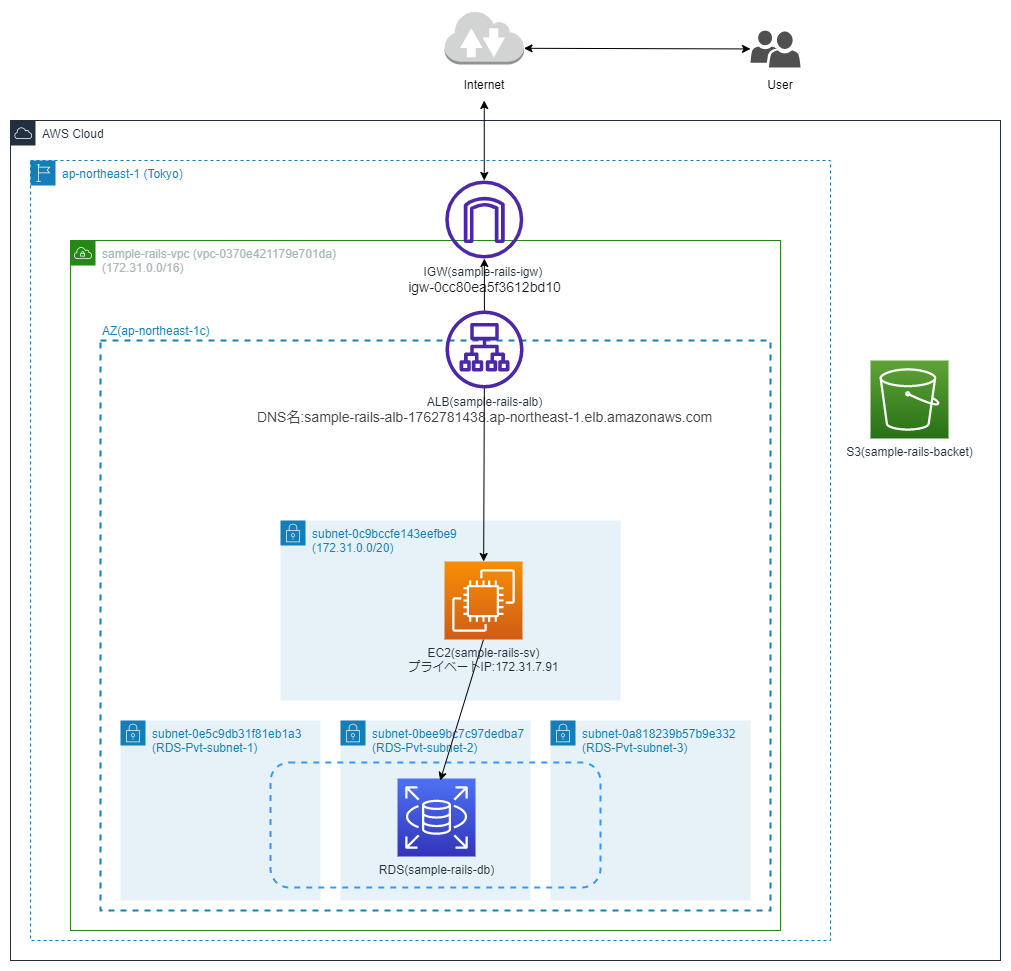 Internet
User
AWS Cloud
ap-northeast-1 (Tokyo)
sample-rails-vpc (vpc-0370e421179e701da)
(172.31.0.0/16)
IGW(sample-rails-igw)
igw-0cc80ea5f3612bd10
AZ(ap-northeast-1c)
ALB(sample-rails-alb)
DNS名:sample-rails-alb-1762781438.ap-northeast-1.elb.amazonaws.com
S3(sample-rails-backet)
subnet-0c9bccfe143eefbe9
(172.31.0.0/20)
EC2(sample-rails-sv)
プライベートIP:172.31.7.91
subnet-0e5c9db31f81eb1a3
(RDS-Pvt-subnet-1)
subnet-0bee9bc7c97dedba7
(RDS-Pvt-subnet-2)
subnet-0a818239b57b9e332
(RDS-Pvt-subnet-3)
RDS(sample-rails-db)